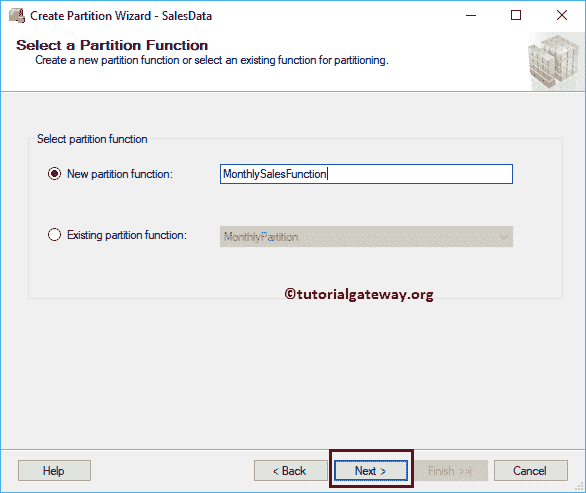 Create Partition Wizard - SalesData
Select a Partition Function
Create a new partition function or select an existing function for partitioning.
Select partition function
New partition function: MonthlySalesFunction
Existing partition function: MonthlyPartition
©tutorialgateway.org
Help < Back Next > Finish >>| Cancel